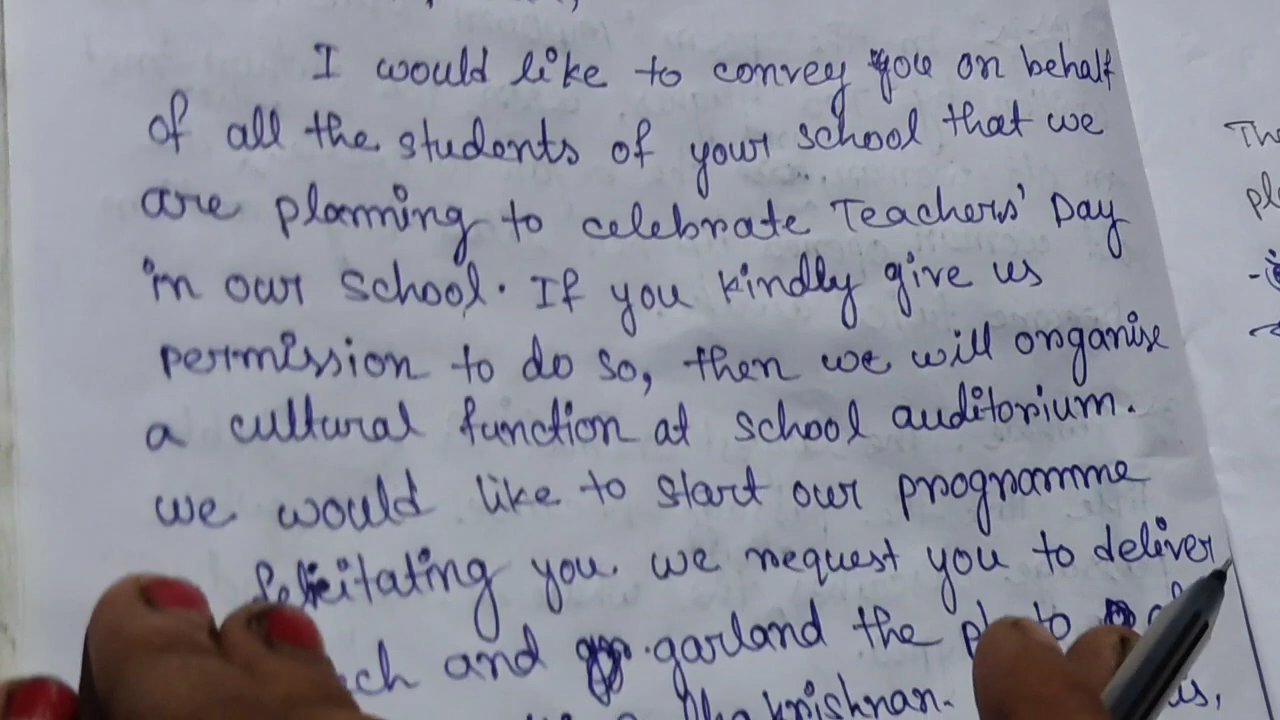 I would like to convey you on behalf
of all the students of your school that we
are planning to celebrate Teachers' Day
in our school. If you kindly give us
permission to do so, then we will organise
a cultural function at school auditorium.
we would like to start our programme
felicitating you. we request you to deliver
and garland the
krishnan.